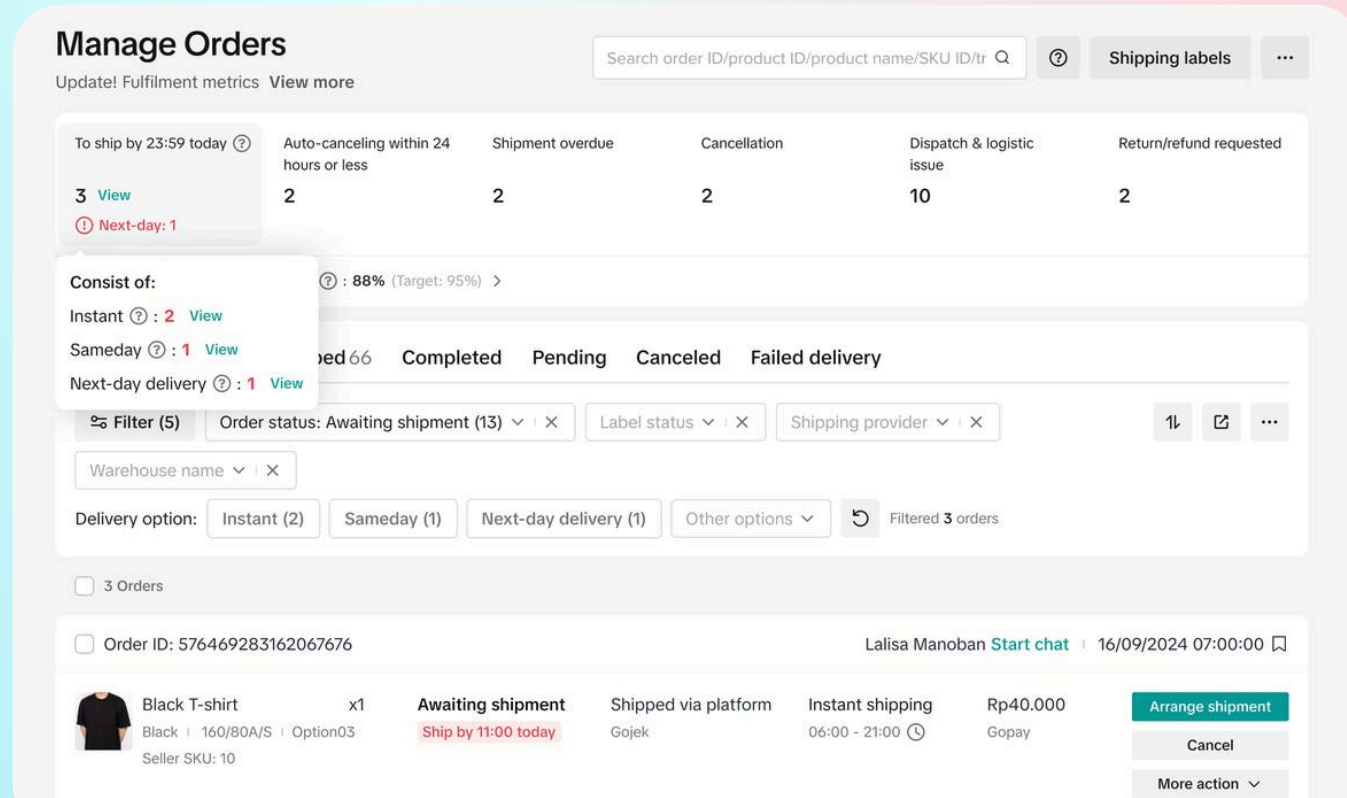 Manage Orders
Update! Fulfilment metrics View more
Search order ID/product ID/product name/SKU ID/tr
Shipping labels
To ship by 23:59 today
3 View
Next-day: 1
Auto-canceling within 24
hours or less
2
Shipment overdue
2
Cancellation
2
Dispatch & logistic
issue
10
Return/refund requested
2
Consist of:
Instant : 2 View
Sameday : 1 View
Next-day delivery : 1 View
: 88% (Target: 95%)
66 Completed Pending Canceled Failed delivery
Filter (5) Order status: Awaiting shipment (13) Label status Shipping provider
Warehouse name
Delivery option: Instant (2) Sameday (1) Next-day delivery (1) Other options Filtered 3 orders
3 Orders
Order ID: 576469283162067676 Lalisa Manoban Start chat 16/09/2024 07:00:00
Black T-shirt x1
Black 160/80A/S Option03
Seller SKU: 10
Awaiting shipment
Ship by 11:00 today
Shipped via platform
Gojek
Instant shipping
06:00 - 21:00
Rp40.000
Gopay
Arrange shipment
Cancel
More action